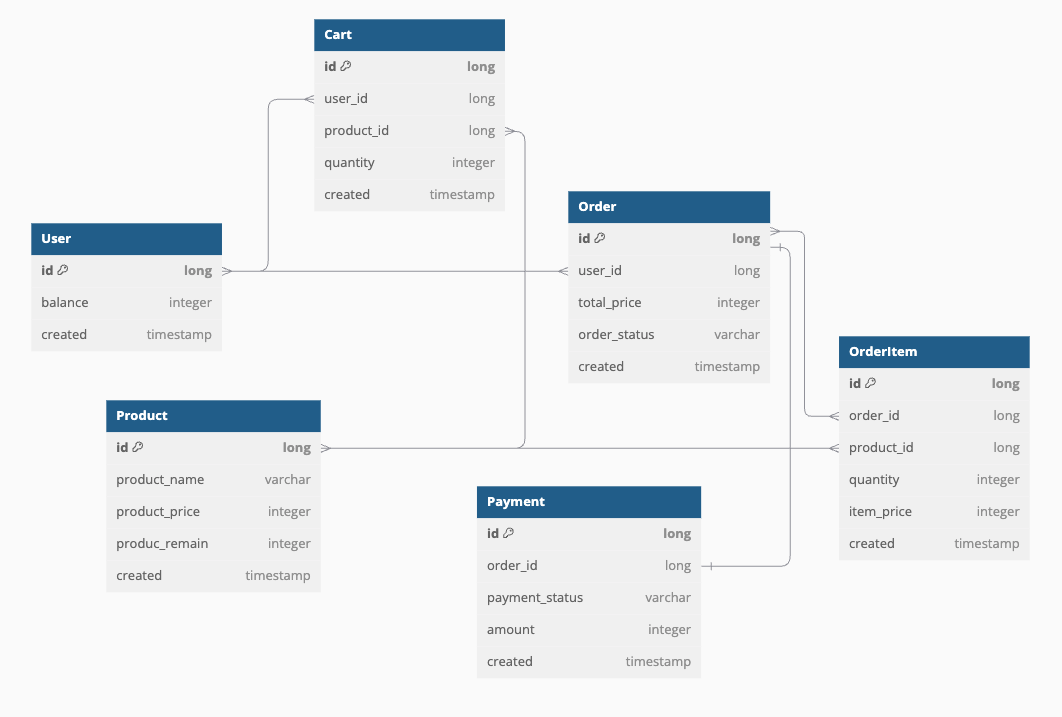 Cart
id long
user_id long
product_id long
quantity integer
created timestamp
Order
id long
user_id long
total_price integer
order_status varchar
created timestamp
User
id long
balance integer
created timestamp
OrderItem
id long
order_id long
product_id long
quantity integer
item_price integer
created timestamp
Product
id long
product_name varchar
product_price integer
produc_remain integer
created timestamp
Payment
id long
order_id long
payment_status varchar
amount integer
created timestamp